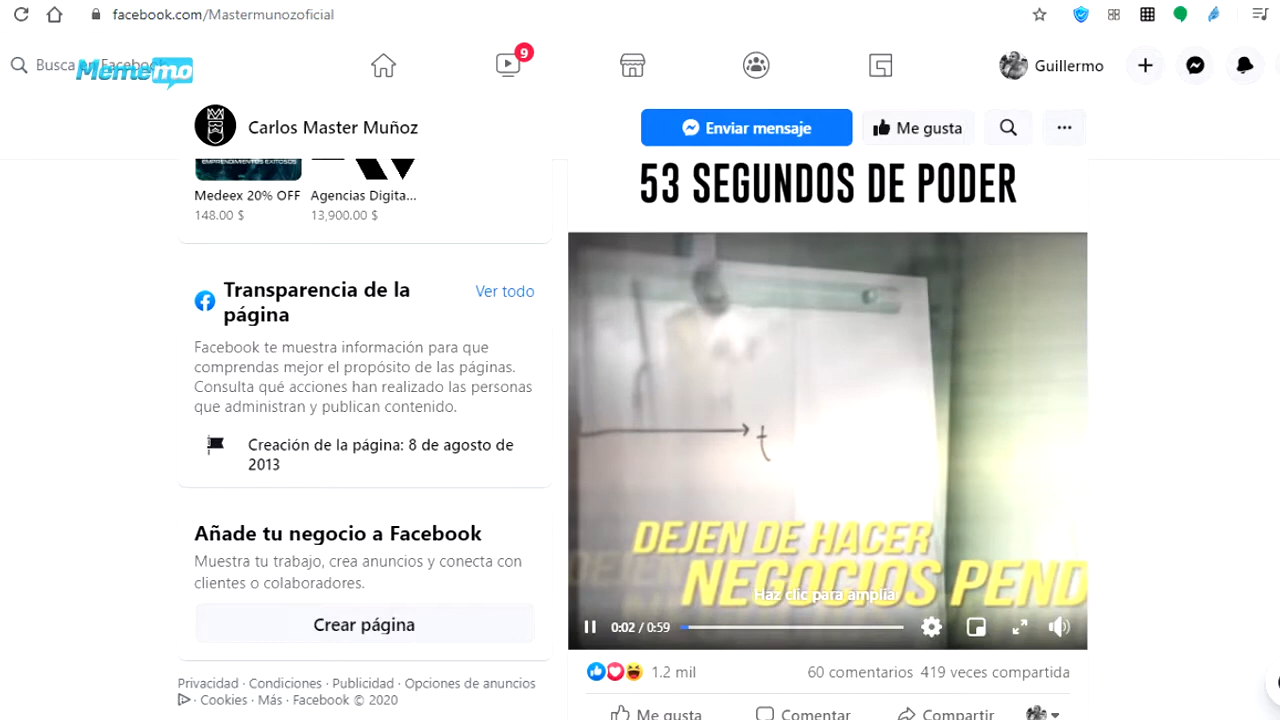 facebook.com/Mastermunozoficial
Mememo
9
Guillermo
Carlos Master Muñoz
Enviar mensaje
Me gusta
EMPRENDIMIENTOS EXITOSOS
Medeex 20% OFF
148.00 $
Agencias Digita...
13,900.00 $
Transparencia de la
página
Ver todo
Facebook te muestra información para que
comprendas mejor el propósito de las páginas.
Consulta qué acciones han realizado las personas
que administran y publican contenido.
Creación de la página: 8 de agosto de
2013
Añade tu negocio a Facebook
Muestra tu trabajo, crea anuncios y conecta con
clientes o colaboradores.
Crear página
Privacidad · Condiciones · Publicidad · Opciones de anuncios
· Cookies · Más · Facebook © 2020
53 SEGUNDOS DE PODER
t
DEJEN DE HACER
NEGOCIOS PEND
Haz clic para amplia
0:02 / 0:59
1.2 mil
60 comentarios 419 veces compartida
Me gusta
Comentar
Compartir